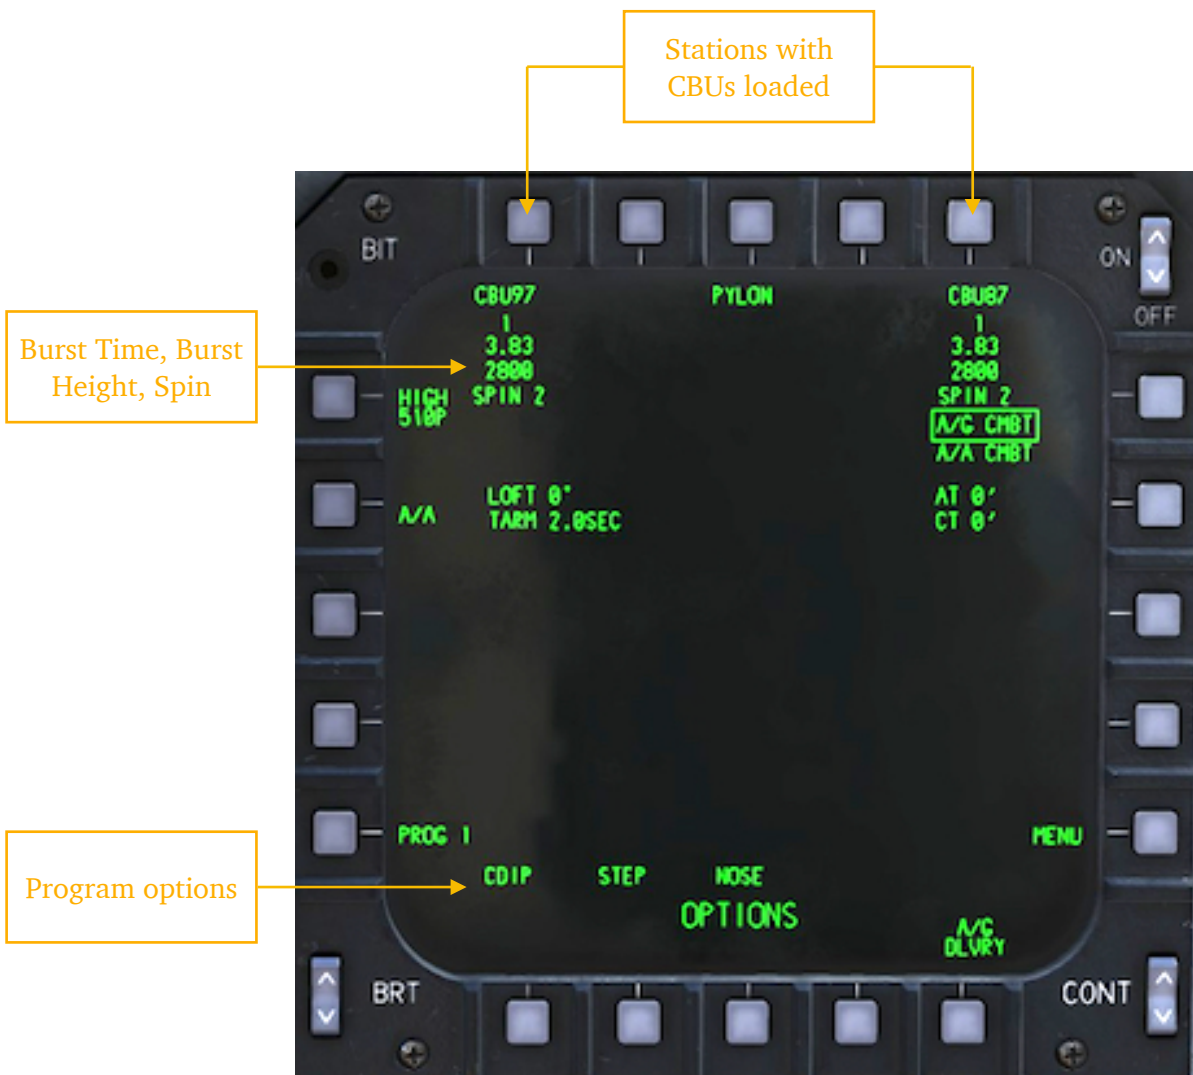 Stations with
CBUs loaded
BIT
ON
OFF
CBU97
PYLON
CBU87
1
1
3.83
3.83
2800
2800
SPIN 2
SPIN 2
Burst Time, Burst
Height, Spin
HIGH
510P
A/G CMBT
A/A CMBT
A/A
LOFT 0°
TARM 2.0SEC
AT 0'
CT 0'
PROG 1
MENU
Program options
CDIP
STEP
NOSE
OPTIONS
A/G
DLVRY
BRT
CONT